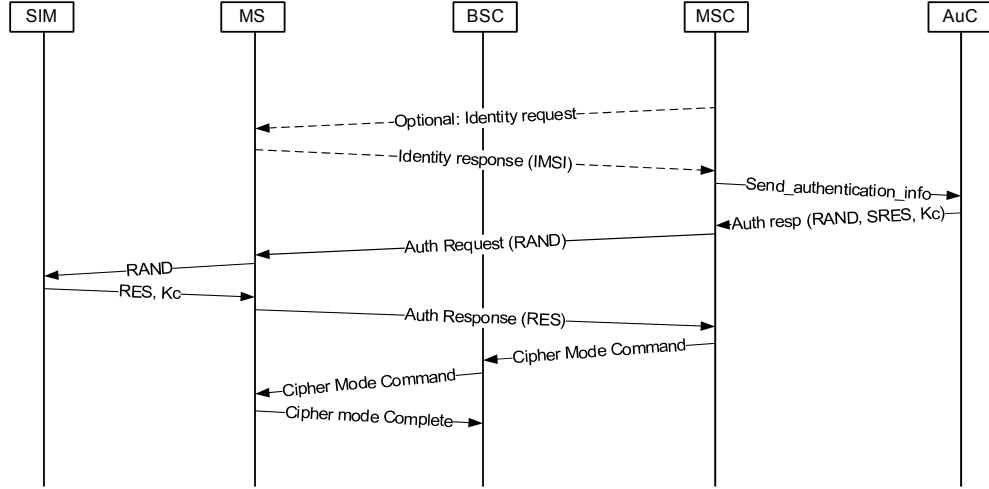 SIM
MS
BSC
MSC
AuC
Optional: Identity request
Identity response (IMSI)
Send_authentication_info
Auth resp (RAND, SRES, Kc)
Auth Request (RAND)
RAND
RES, Kc
Auth Response (RES)
Cipher Mode Command
Cipher Mode Command
Cipher mode Complete